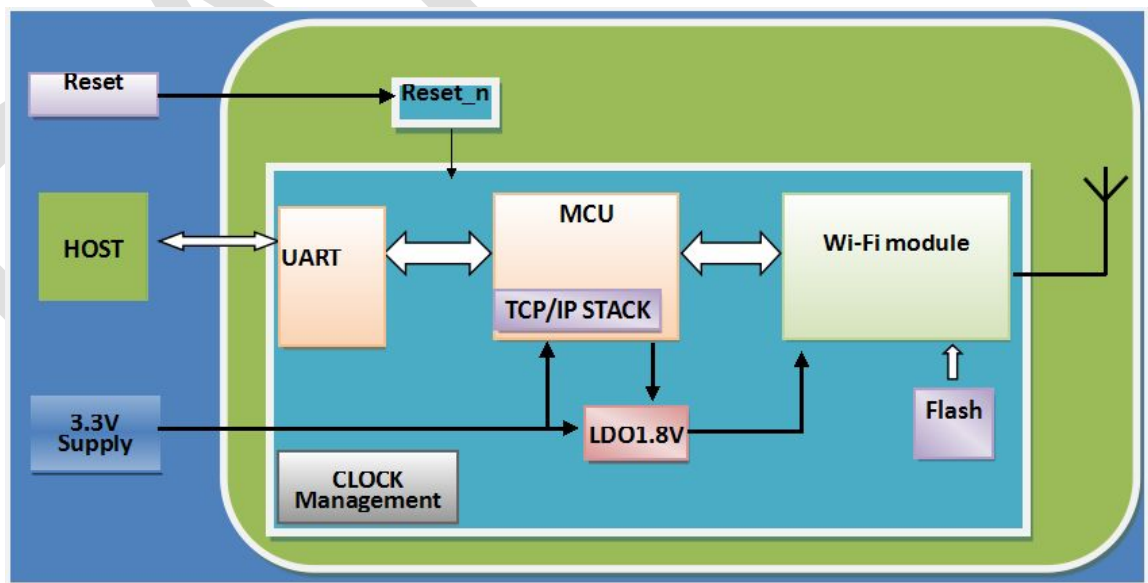 Reset
Reset_n
MCU
HOST
UART
Wi-Fi module
TCP/IP STACK
3.3V
Supply
LDO1.8V
Flash
CLOCK
Management